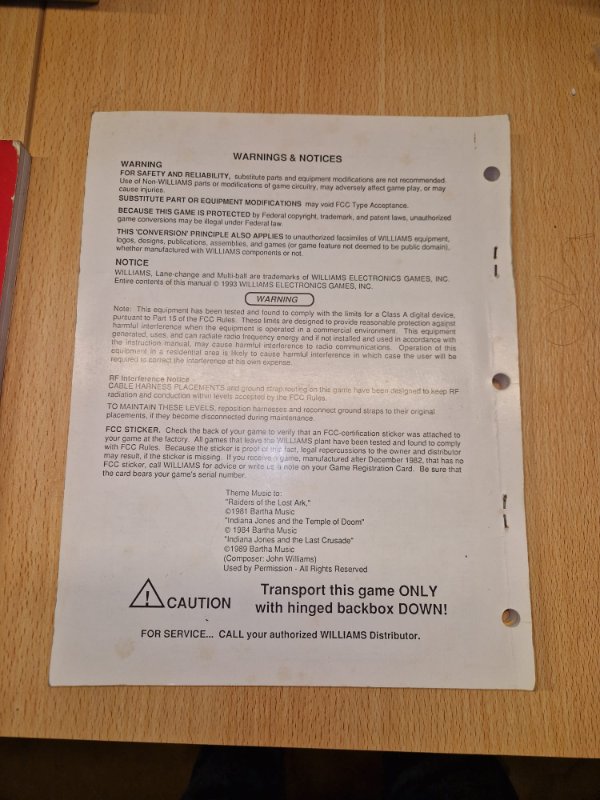 WARNINGS & NOTICES
WARNING
FOR SAFETY AND RELIABILITY, substitute parts and equipment modifications are not recommended.
Use of Non-WILLIAMS parts or modifications of game circuitry, may adversely affect game play, or may
cause injuries.
SUBSTITUTE PART OR EQUIPMENT MODIFICATIONS may void FCC Type Acceptance.
BECAUSE THIS GAME IS PROTECTED by Federal copyright, trademark, and patent laws, unauthorized
game conversions may be illegal under Federal law.
THIS 'CONVERSION' PRINCIPLE ALSO APPLIES to unauthorized facsimiles of WILLIAMS equipment,
logos, designs, publications, assemblies, and games (or game feature not deemed to be public domain),
whether manufactured with WILLIAMS components or not.
NOTICE
WILLIAMS, Lane-change and Multi-ball are trademarks of WILLIAMS ELECTRONICS GAMES, INC.
Entire contents of this manual © 1993 WILLIAMS ELECTRONICS GAMES, INC.
WARNING
Note: This equipment has been tested and found to comply with the limits for a Class A digital device,
pursuant to Part 15 of the FCC Rules. These limits are designed to provide reasonable protection against
harmful interference when the equipment is operated in a commercial environment. This equipment
generates, uses, and can radiate radio frequency energy and if not installed and used in accordance with
the instruction manual, may cause harmful interference to radio communications. Operation of this
equipment in a residential area is likely to cause harmful interference in which case the user will be
required to correct the interference at his own expense.
RF Interference Notice
CABLE HARNESS PLACEMENTS and ground strap routing on this game have been designed to keep RF
radiation and conduction within levels accepted by the FCC Rules.
TO MAINTAIN THESE LEVELS, reposition harnesses and reconnect ground straps to their original
placements, if they become disconnected during maintenance.
FCC STICKER. Check the back of your game to verify that an FCC-certification sticker was attached to
your game at the factory. All games that leave the WILLIAMS plant have been tested and found to comply
with FCC Rules. Because the sticker is proof of this fact, legal repercussions to the owner and distributor
may result, if the sticker is missing. If you receive a game, manufactured after December 1982, that has no
FCC sticker, call WILLIAMS for advice or write us a note on your Game Registration Card. Be sure that
the card bears your game's serial number.
Theme Music to:
"Raiders of the Lost Ark,"
©1981 Bartha Music
"Indiana Jones and the Temple of Doom"
© 1984 Bartha Music
"Indiana Jones and the Last Crusade"
©1989 Bartha Music
(Composer: John Williams)
Used by Permission - All Rights Reserved
CAUTION
Transport this game ONLY
with hinged backbox DOWN!
FOR SERVICE... CALL your authorized WILLIAMS Distributor.